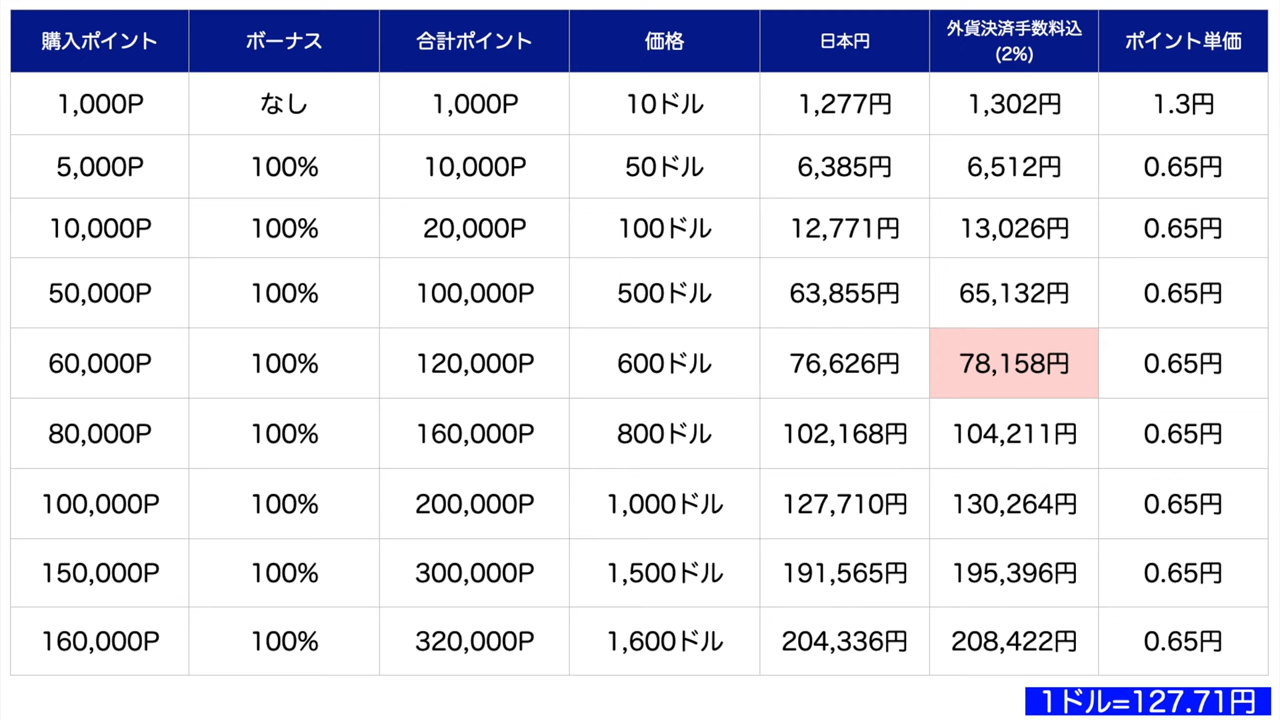 購入ポイント ボーナス 合計ポイント 価格 日本円 外貨決済手数料込 ポイント単価
(2%)
1,000P なし 1,000P 10ドル 1,277円 1,302円 1.3円
5,000P 100% 10,000P 50ドル 6,385円 6,512円 0.65円
10,000P 100% 20,000P 100ドル 12,771円 13,026円 0.65円
50,000P 100% 100,000P 500ドル 63,855円 65,132円 0.65円
60,000P 100% 120,000P 600ドル 76,626円 78,158円 0.65円
80,000P 100% 160,000P 800ドル 102,168円 104,211円 0.65円
100,000P 100% 200,000P 1,000ドル 127,710円 130,264円 0.65円
150,000P 100% 300,000P 1,500ドル 191,565円 195,396円 0.65円
160,000P 100% 320,000P 1,600ドル 204,336円 208,422円 0.65円
1ドル=127.71円